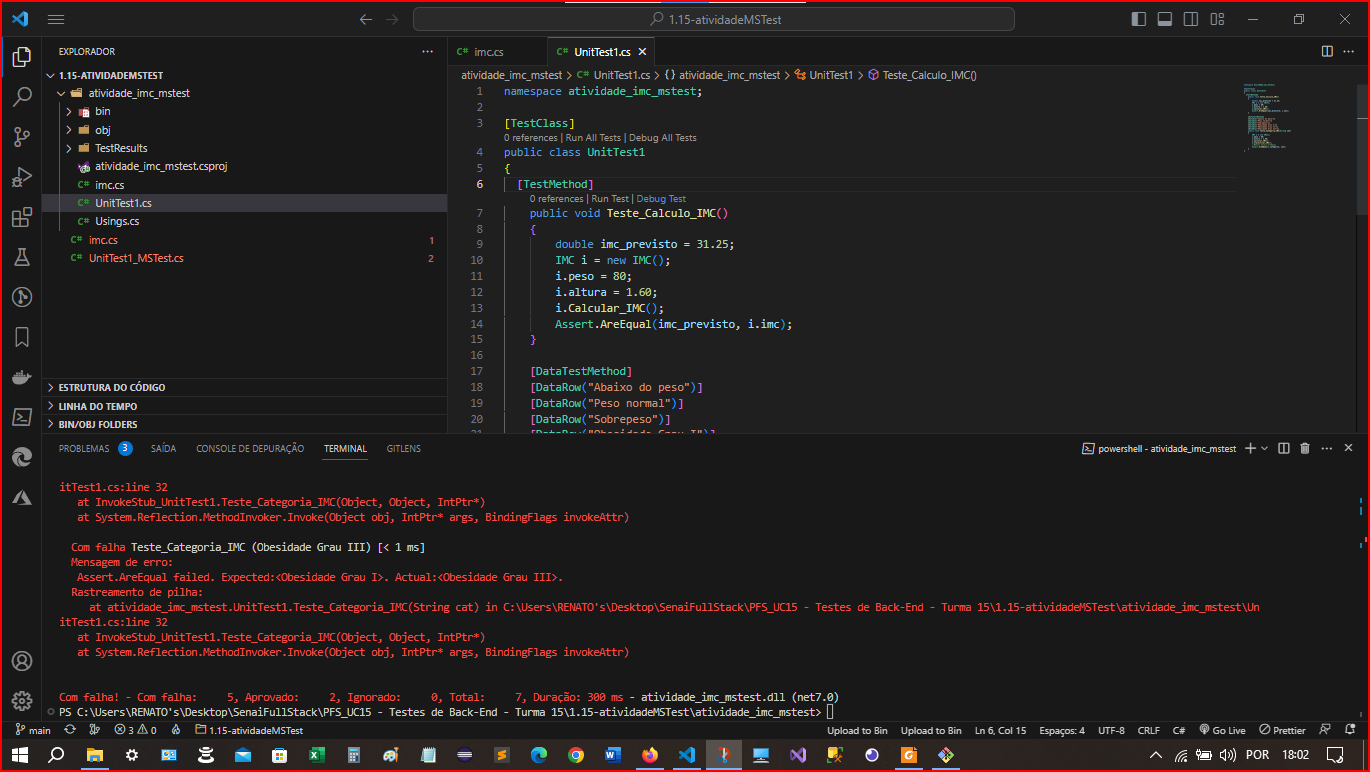 1.15-atividadeMSTest
EXPLORADOR
1.15-ATIVIDADEMSTEST
atividade_imc_mstest
bin
obj
TestResults
atividade_imc_mstest.csproj
C# imc.cs
C# UnitTest1.cs
C# Usings.cs
C# imc.cs 1
C# UnitTest1_MSTest.cs 2
ESTRUTURA DO CÓDIGO
LINHA DO TEMPO
BIN/OBJ FOLDERS
C# imc.cs C# UnitTest1.cs
atividade_imc_mstest > C# UnitTest1.cs > {} atividade_imc_mstest > UnitTest1 > Teste_Calculo_IMC()
1 namespace atividade_imc_mstest;
2
3 [TestClass]
0 references | Run All Tests | Debug All Tests
4 public class UnitTest1
5 {
6 [TestMethod]
0 references | Run Test | Debug Test
7 public void Teste_Calculo_IMC()
8 {
9 double imc_previsto = 31.25;
10 IMC i = new IMC();
11 i.peso = 80;
12 i.altura = 1.60;
13 i.Calcular_IMC();
14 Assert.AreEqual(imc_previsto, i.imc);
15 }
16
17 [DataTestMethod]
18 [DataRow("Abaixo do peso")]
19 [DataRow("Peso normal")]
20 [DataRow("Sobrepeso")]
21 [DataRow("Obesidade Grau I")]
PROBLEMAS 3 SAÍDA CONSOLE DE DEPURAÇÃO TERMINAL GITLENS
powershell - atividade_imc_mstest
itTest1.cs:line 32
at InvokeStub_UnitTest1.Teste_Categoria_IMC(Object, Object, IntPtr*)
at System.Reflection.MethodInvoker.Invoke(Object obj, IntPtr* args, BindingFlags invokeAttr)
Com falha Teste_Categoria_IMC (Obesidade Grau III) [< 1 ms]
Mensagem de erro:
Assert.AreEqual failed. Expected:<Obesidade Grau I>. Actual:<Obesidade Grau III>.
Rastreamento de pilha:
at atividade_imc_mstest.UnitTest1.Teste_Categoria_IMC(String cat) in C:\Users\RENATO's\Desktop\SenaiFullStack\PFS_UC15 - Testes de Back-End - Turma 15\1.15-atividadeMSTest\atividade_imc_mstest\Un
itTest1.cs:line 32
at InvokeStub_UnitTest1.Teste_Categoria_IMC(Object, Object, IntPtr*)
at System.Reflection.MethodInvoker.Invoke(Object obj, IntPtr* args, BindingFlags invokeAttr)
Com falha! - Com falha: 5, Aprovado: 2, Ignorado: 0, Total: 7, Duração: 300 ms - atividade_imc_mstest.dll (net7.0)
PS C:\Users\RENATO's\Desktop\SenaiFullStack\PFS_UC15 - Testes de Back-End - Turma 15\1.15-atividadeMSTest\atividade_imc_mstest>
main 3 0 1.15-atividadeMSTest Upload to Bin Upload to Bin Ln 6, Col 15 Espaços: 4 UTF-8 CRLF C# Go Live Prettier
POR 18:02